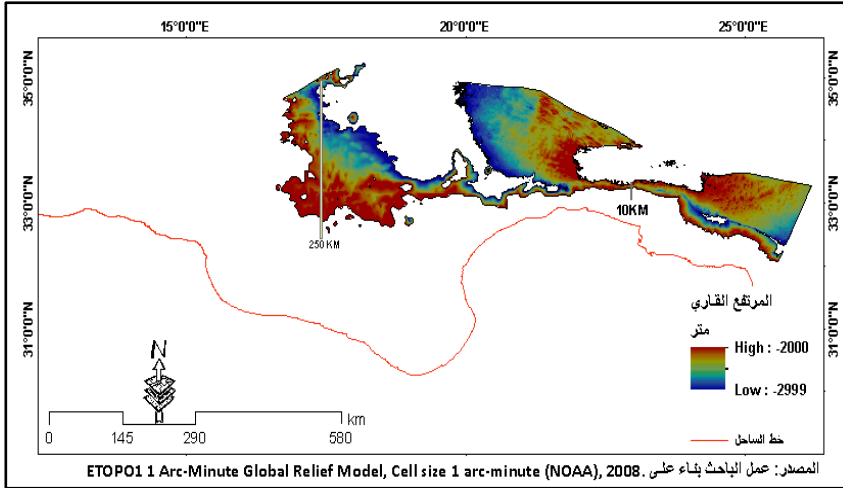 15°0'0"E 20°0'0"E 25°0'0"E
35°0'0"N 35°0'0"N
33°0'0"N 33°0'0"N
31°0'0"N 31°0'0"N
250 KM
10KM
المرتفع القاري
متر
High : -2000
Low : -2999
خط الساحل
N
0 145 290 580 km
المصدر: عمل الباحث بناء على .ETOPO1 1 Arc-Minute Global Relief Model, Cell size 1 arc-minute (NOAA), 2008